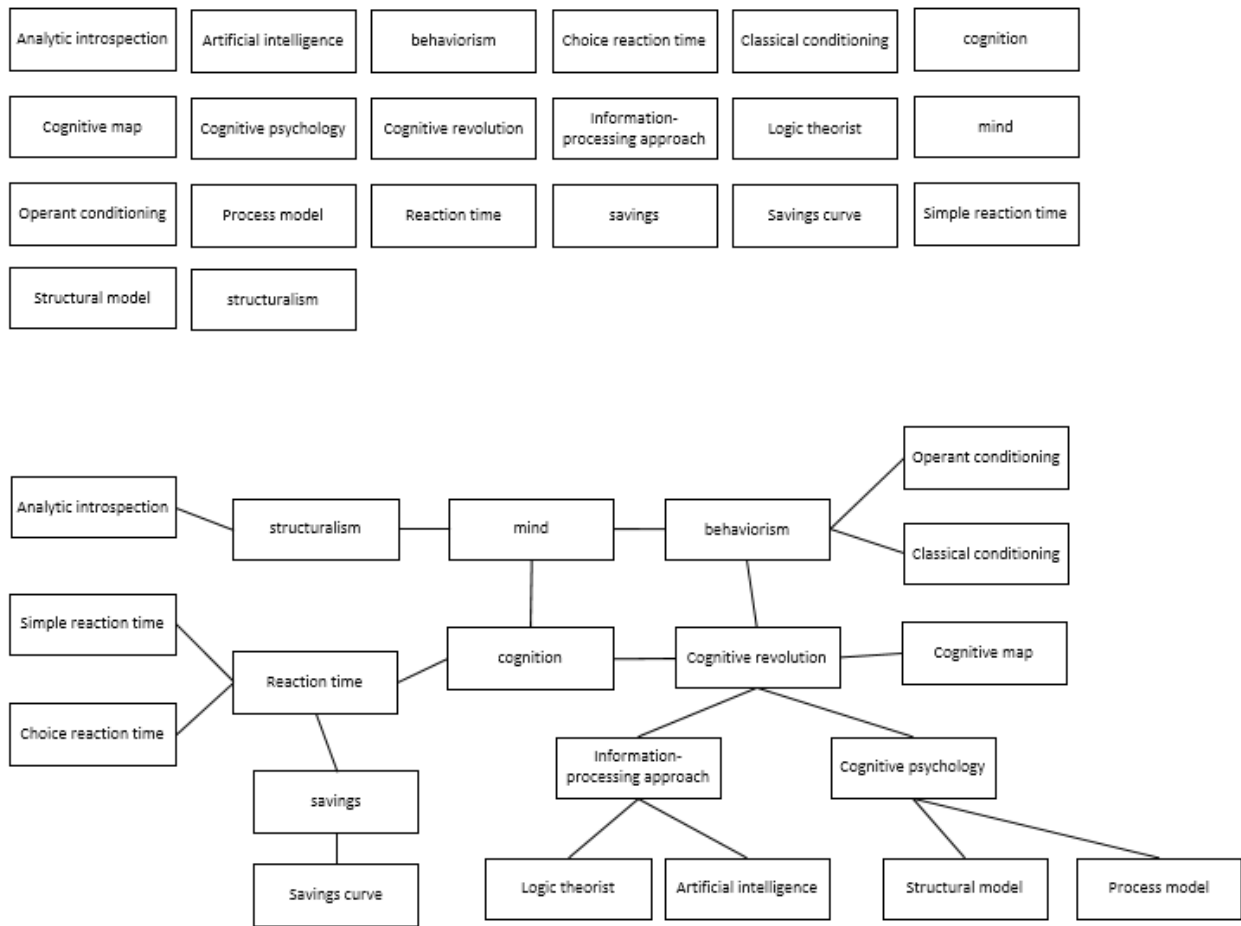 Analytic introspection
Artificial intelligence
behaviorism
Choice reaction time
Classical conditioning
cognition
Cognitive map
Cognitive psychology
Cognitive revolution
Information-
processing approach
Logic theorist
mind
Operant conditioning
Process model
Reaction time
savings
Savings curve
Simple reaction time
Structural model
structuralism
Operant conditioning
Analytic introspection
structuralism
mind
behaviorism
Classical conditioning
Simple reaction time
cognition
Cognitive revolution
Cognitive map
Reaction time
Choice reaction time
Information-
processing approach
Cognitive psychology
savings
Savings curve
Logic theorist
Artificial intelligence
Structural model
Process model